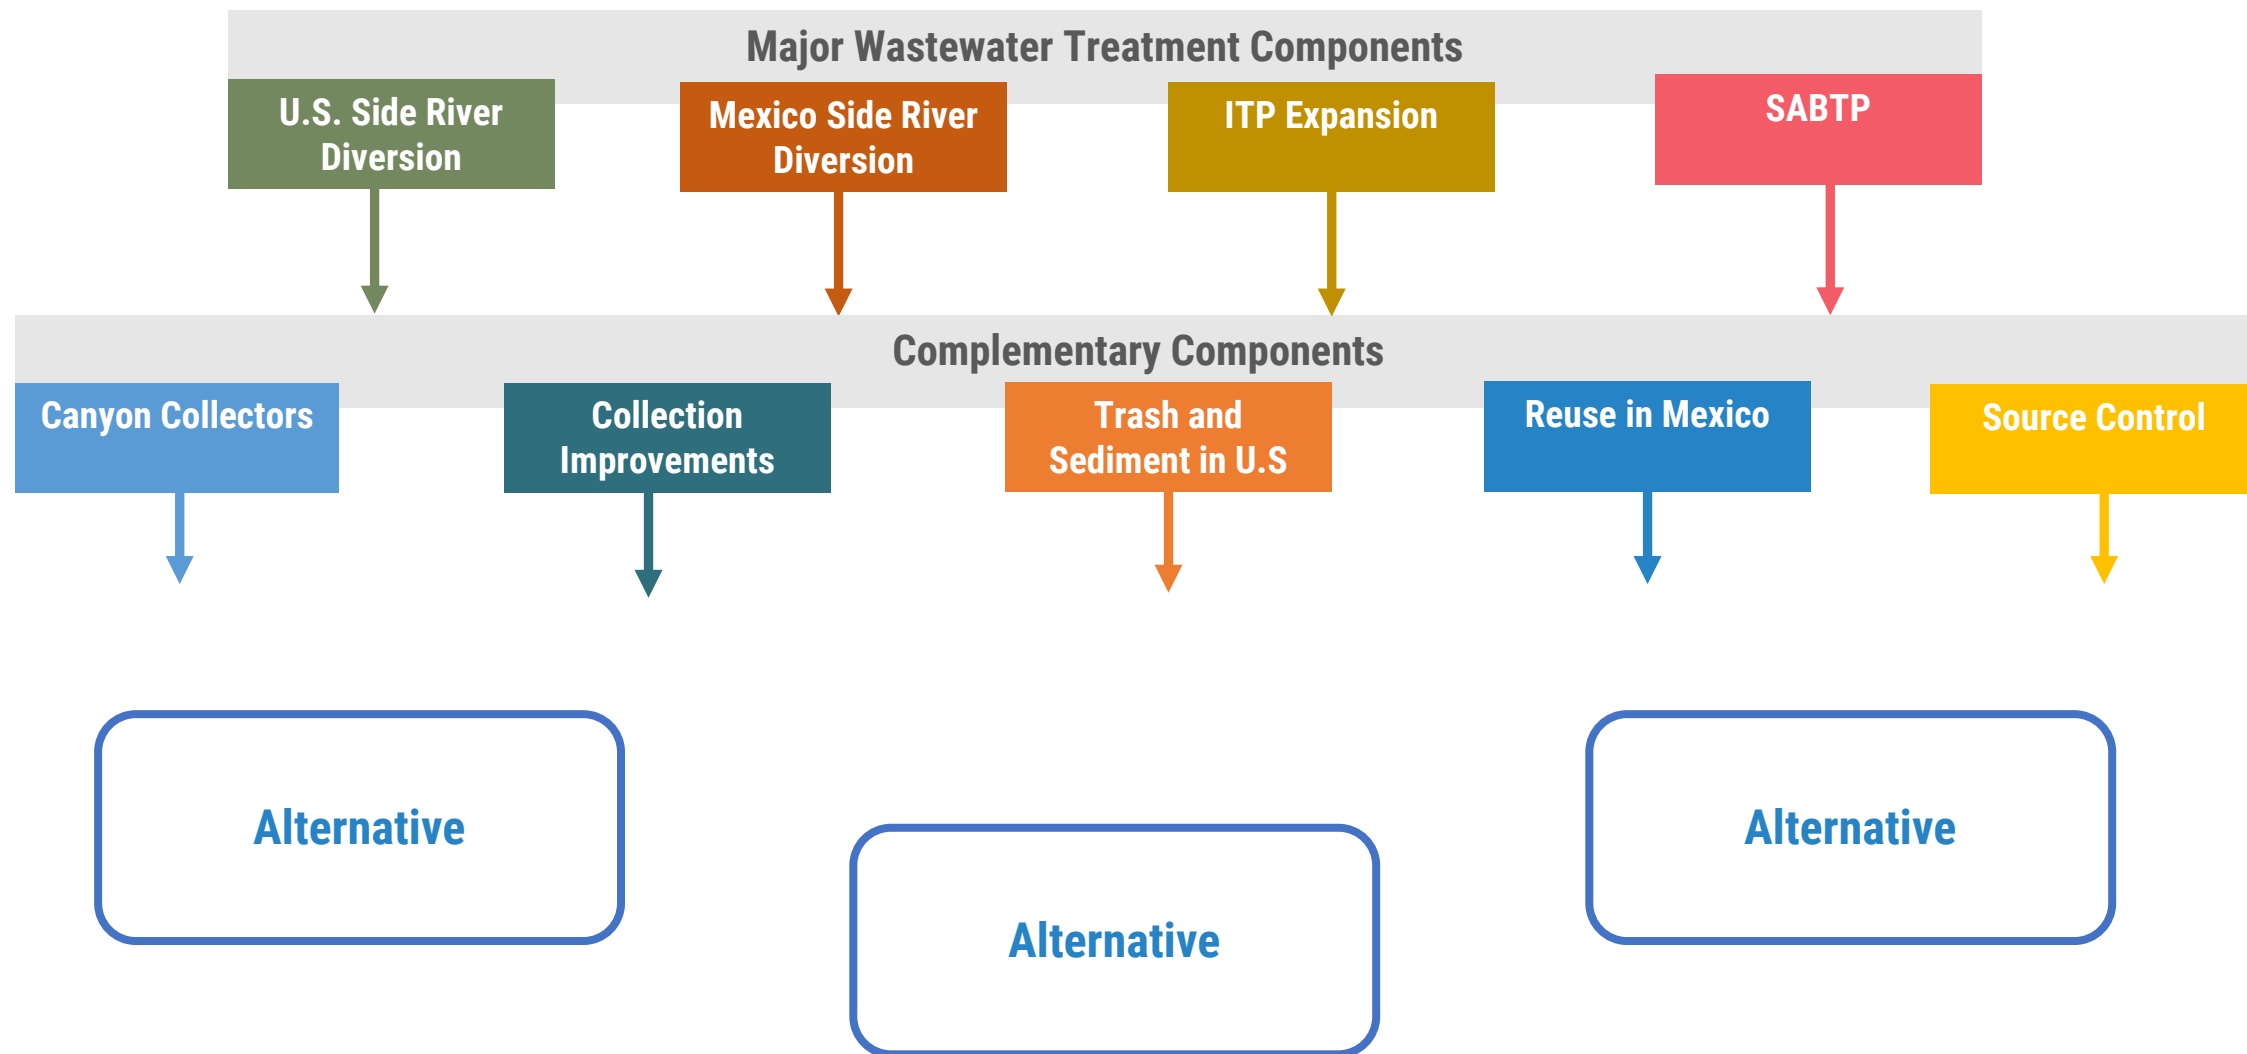 Major Wastewater Treatment Components
U.S. Side River
Diversion
Mexico Side River
Diversion
ITP Expansion
SABTP
Complementary Components
Canyon Collectors
Collection
Improvements
Trash and
Sediment in U.S
Reuse in Mexico
Source Control
Alternative
Alternative
Alternative